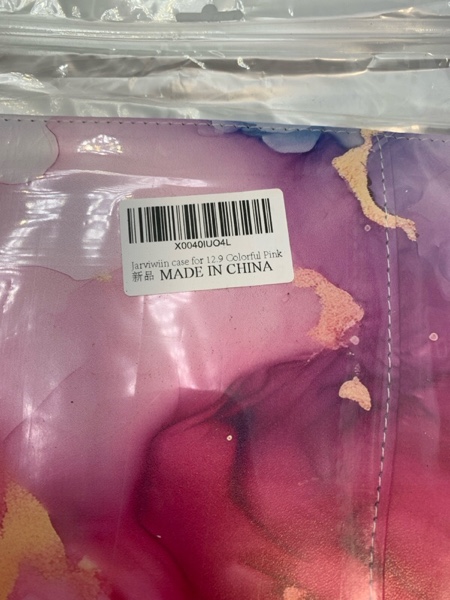 X0040IUO4L
Jarviwiin case for 12.9 Colorful Pink
新品 MADE IN CHINA